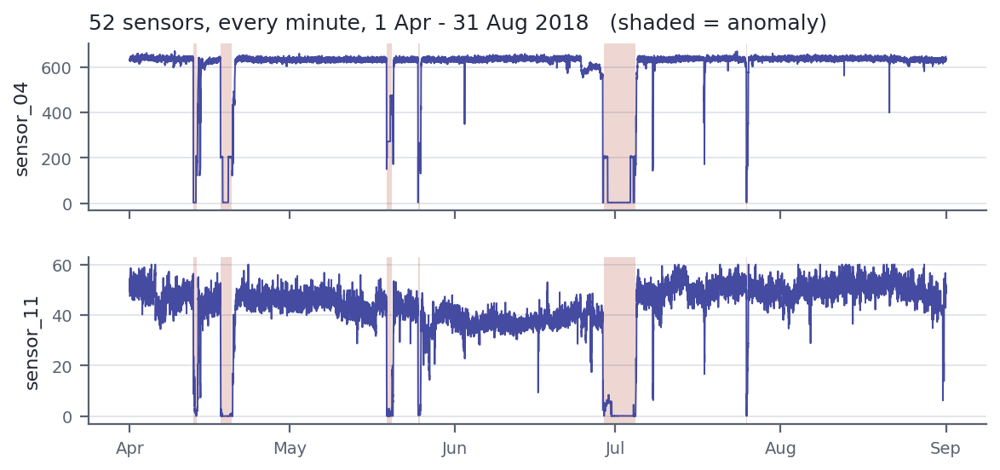 52 sensors, every minute, 1 Apr - 31 Aug 2018   (shaded = anomaly)
sensor_04
600
400
200
0
sensor_11
60
40
20
0
Apr May Jun Jul Aug Sep